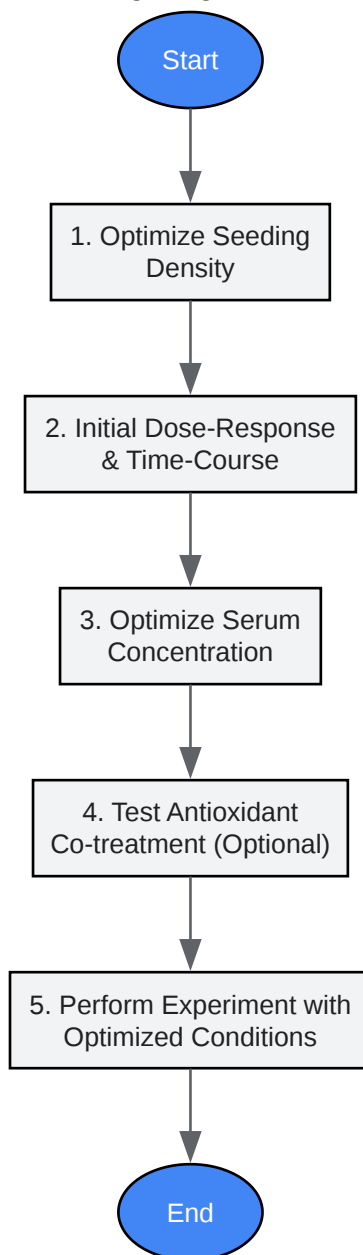 Start
1. Optimize Seeding
Density
2. Initial Dose-Response
& Time-Course
3. Optimize Serum
Concentration
4. Test Antioxidant
Co-treatment (Optional)
5. Perform Experiment with
Optimized Conditions
End